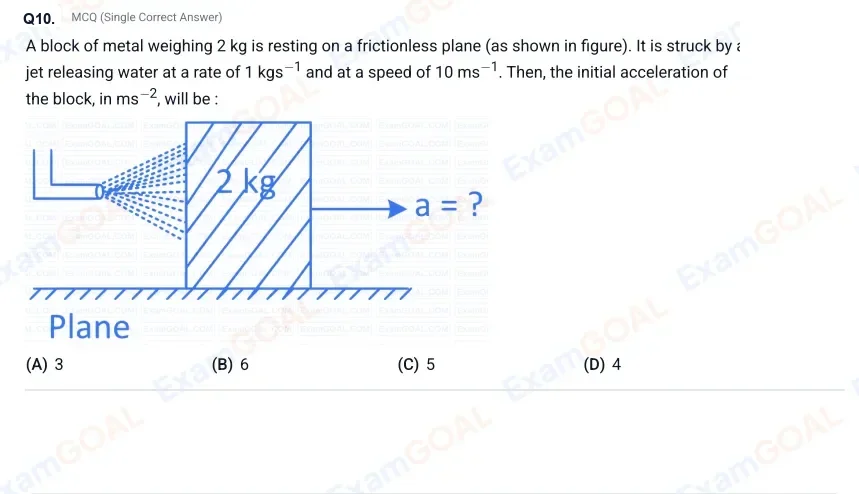 Q10. MCQ (Single Correct Answer)
A block of metal weighing 2 kg is resting on a frictionless plane (as shown in figure). It is struck by a
jet releasing water at a rate of 1 kgs⁻¹ and at a speed of 10 ms⁻¹. Then, the initial acceleration of
the block, in ms⁻², will be :
2 kg
a = ?
Plane
(A) 3 (B) 6 (C) 5 (D) 4
ExamGOAL